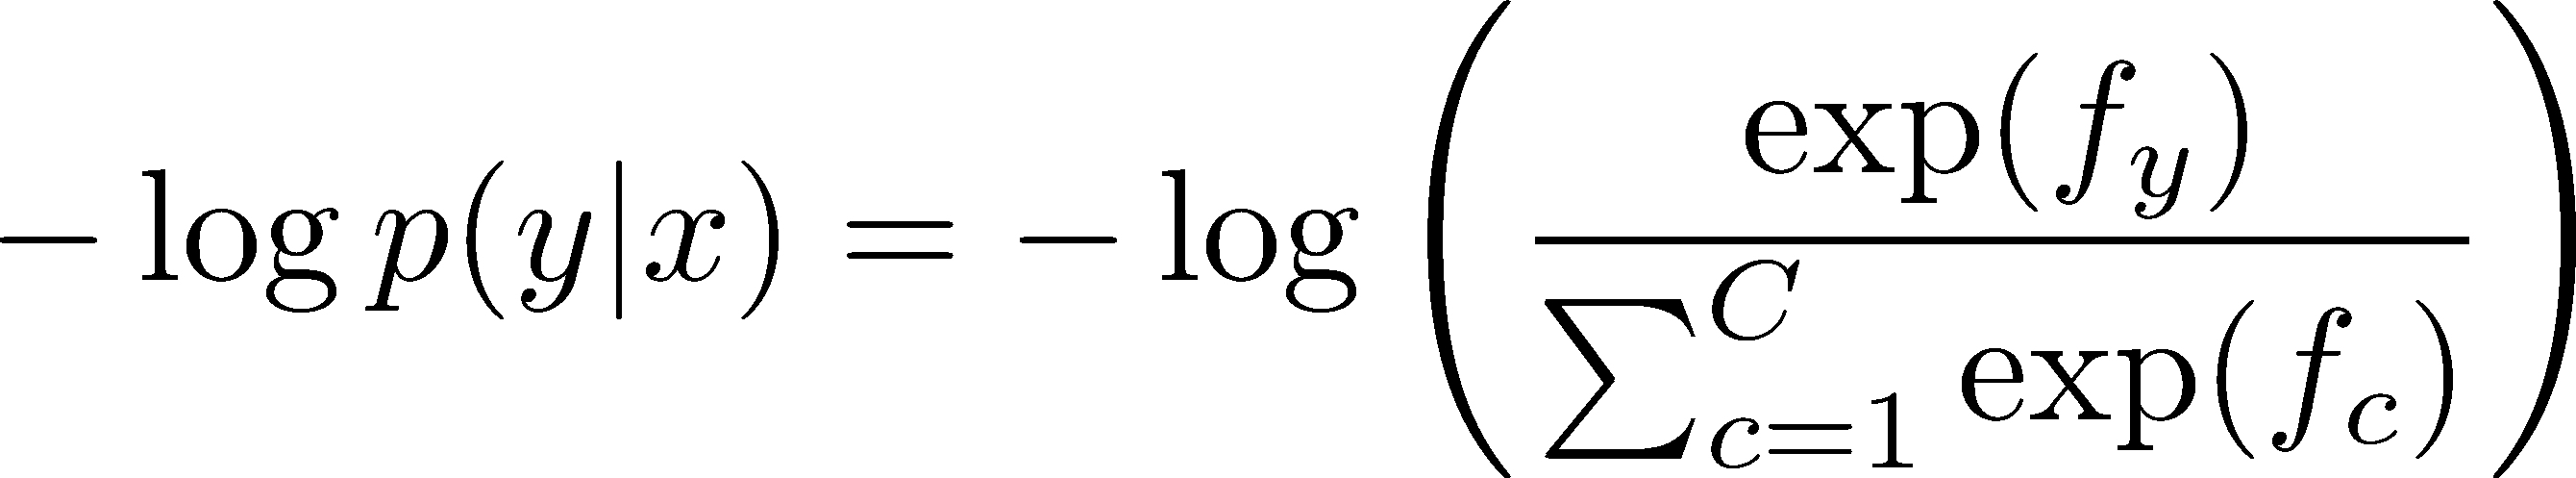 − log p(y|x) = − log ( exp(f_y) / ∑_{c=1}^{C} exp(f_c) )